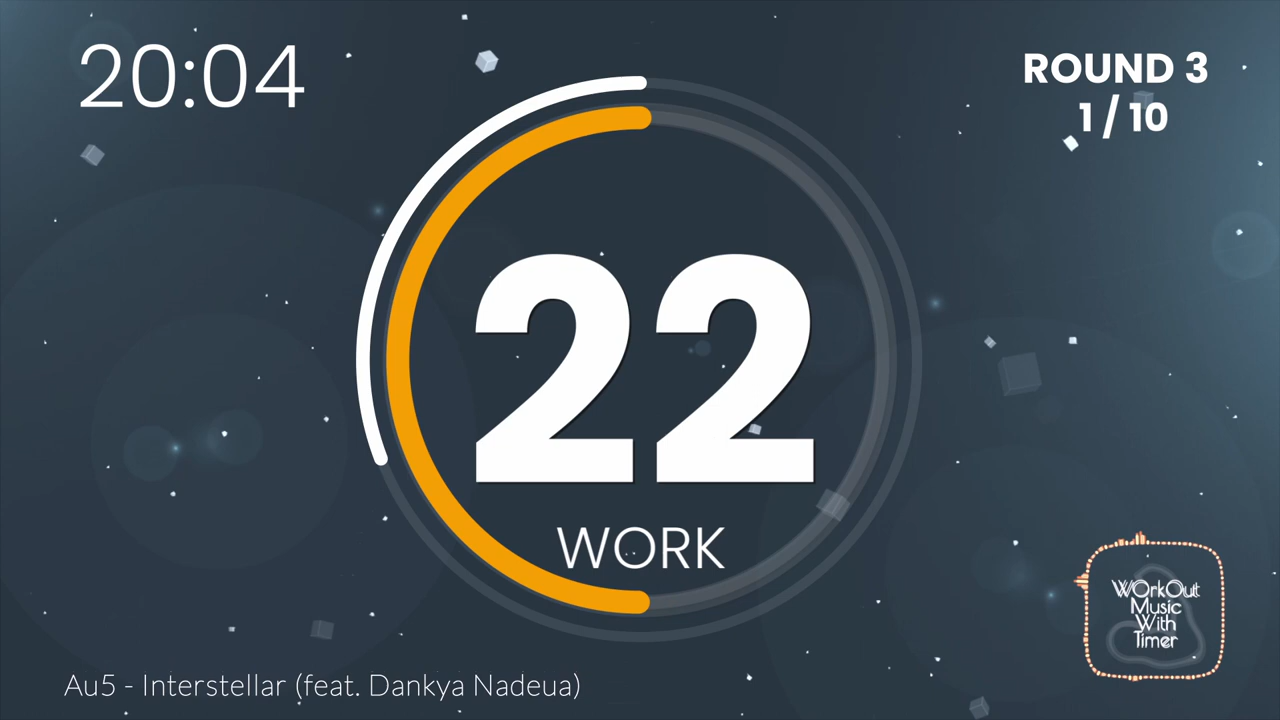 20:04
ROUND 3
1 / 10
22
WORK
WOrkOut
Music
With
Timer
Au5 - Interstellar (feat. Dankya Nadeua)